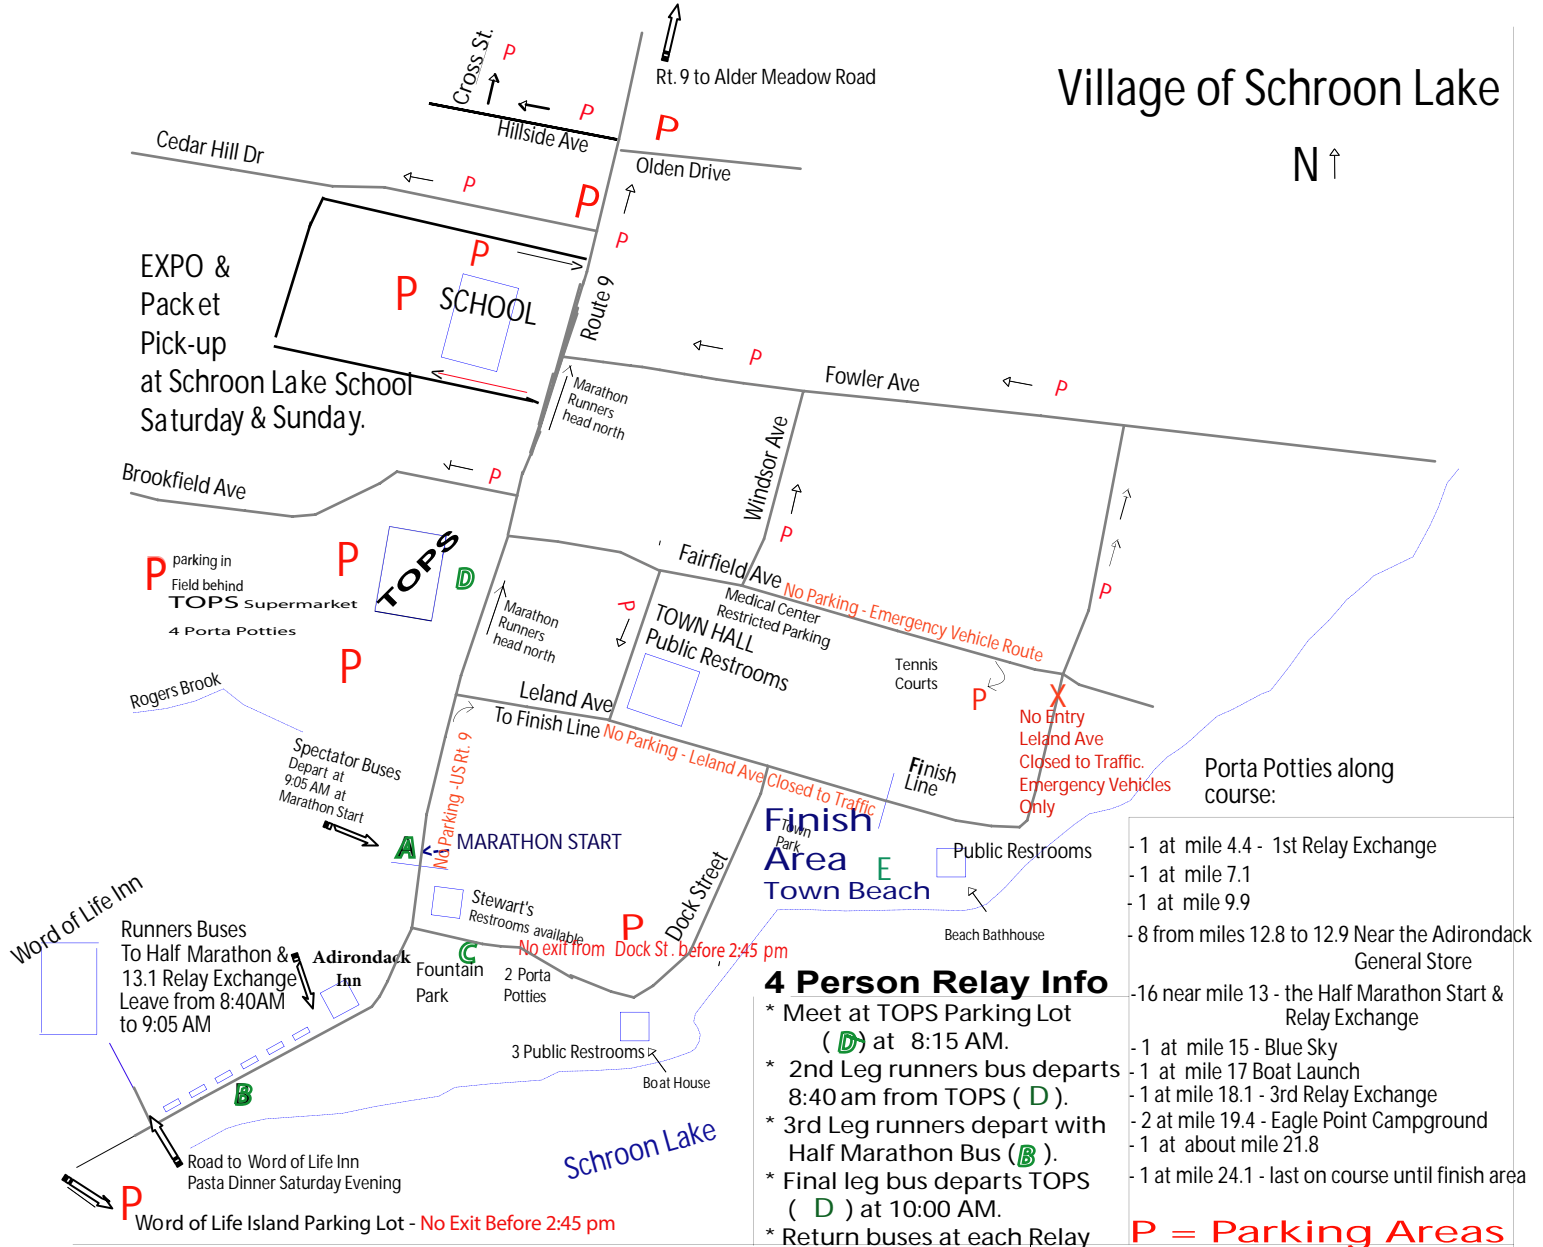 Cross St.
P
Rt. 9 to Alder Meadow Road
Village of Schroon Lake
N
P
Hillside Ave
P
Cedar Hill Dr
Olden Drive
P
P
P
P
EXPO &
Packet
Pick-up
at Schroon Lake School
Saturday & Sunday.
P
SCHOOL
Route 9
P
Fowler Ave
P
Marathon
Runners
head north
Windsor Ave
P
Brookfield Ave
P
P
parking in
Field behind
TOPS Supermarket
4 Porta Potties
P
TOPS
D
P
Fairfield Ave
No Parking - Emergency Vehicle Route
Medical Center
Restricted Parking
P
P
Marathon
Runners
head north
TOWN HALL
Public Restrooms
Tennis
Courts
P
X
No Entry
Leland Ave
Closed to Traffic.
Emergency Vehicles
Only
Rogers Brook
Leland Ave
To Finish Line
No Parking - Leland Ave Closed to Traffic
No Parking -US Rt. 9
Finish
Line
Spectator Buses
Depart at
9:05 AM at
Marathon Start
A
MARATHON START
Finish
Area
Town Beach
Town
Park
E
Public Restrooms
Beach Bathhouse
Dock Street
Stewart's
Restrooms available
P
No exit from Dock St. before 2:45 pm
C
Fountain
Park
2 Porta
Potties
Word of Life Inn
Runners Buses
To Half Marathon &
13.1 Relay Exchange
Leave from 8:40AM
to 9:05 AM
Adirondack
Inn
3 Public Restrooms
Boat House
B
Schroon Lake
Road to Word of Life Inn
Pasta Dinner Saturday Evening
P
Word of Life Island Parking Lot - No Exit Before 2:45 pm
4 Person Relay Info
* Meet at TOPS Parking Lot
( D ) at 8:15 AM.
* 2nd Leg runners bus departs
8:40 am from TOPS ( D ).
* 3rd Leg runners depart with
Half Marathon Bus ( B ).
* Final leg bus departs TOPS
( D ) at 10:00 AM.
* Return buses at each Relay
Porta Potties along
course:
- 1 at mile 4.4 - 1st Relay Exchange
- 1 at mile 7.1
- 1 at mile 9.9
- 8 from miles 12.8 to 12.9 Near the Adirondack
General Store
-16 near mile 13 - the Half Marathon Start &
Relay Exchange
- 1 at mile 15 - Blue Sky
- 1 at mile 17 Boat Launch
- 1 at mile 18.1 - 3rd Relay Exchange
- 2 at mile 19.4 - Eagle Point Campground
- 1 at about mile 21.8
- 1 at mile 24.1 - last on course until finish area
P = Parking Areas